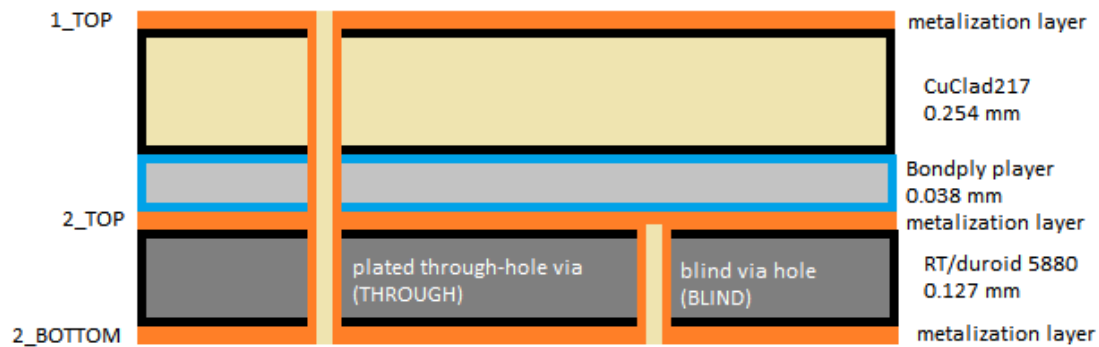 1_TOP
metalization layer
CuClad217
0.254 mm
Bondply player
0.038 mm
2_TOP
metalization layer
plated through-hole via
(THROUGH)
blind via hole
(BLIND)
RT/duroid 5880
0.127 mm
2_BOTTOM
metalization layer